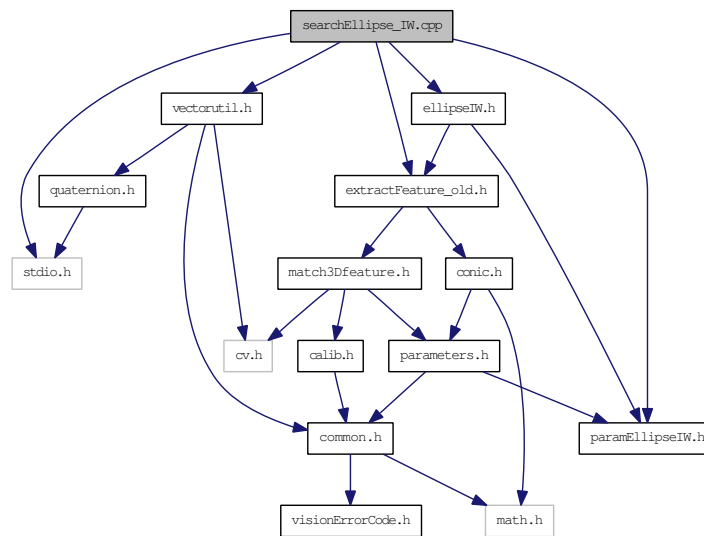 searchEllipse_IW.cpp
vectorutil.h
ellipseIW.h
quaternion.h
extractFeature_old.h
stdio.h
match3Dfeature.h
conic.h
cv.h
calib.h
parameters.h
common.h
paramEllipseIW.h
visionErrorCode.h
math.h